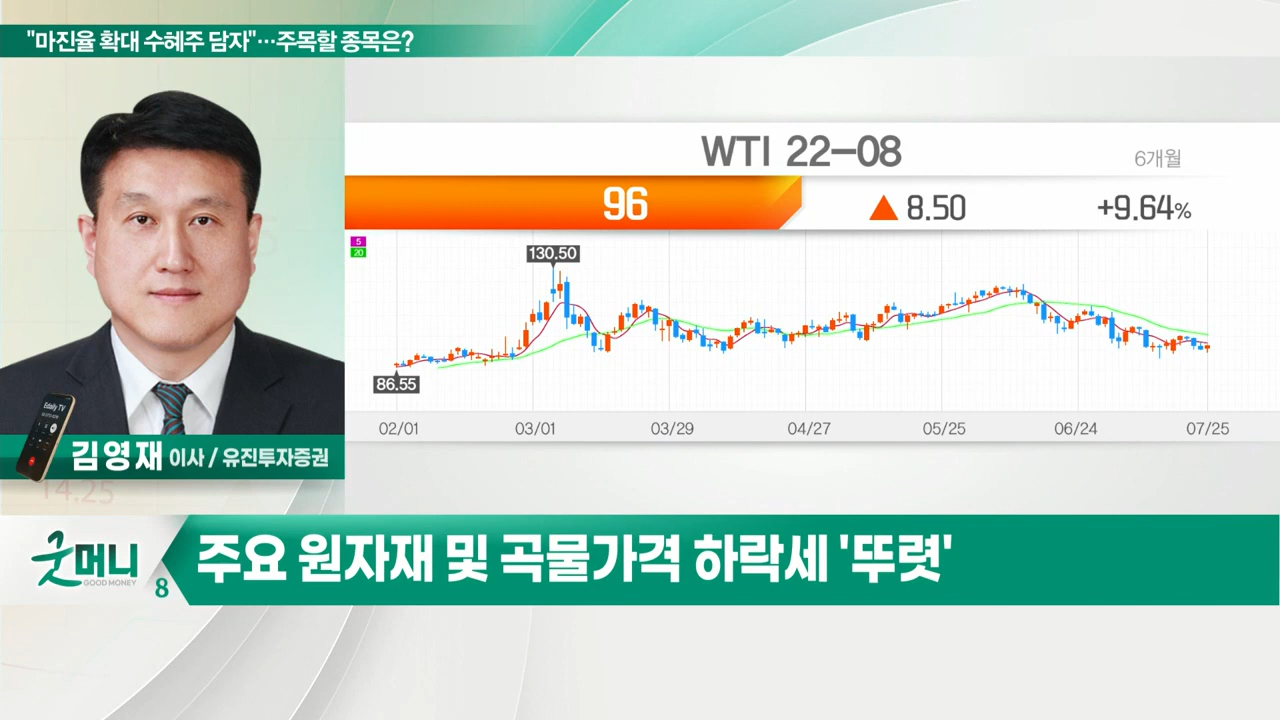 "마진율 확대 수혜주 담자"…주목할 종목은?
WTI 22-08
6개월
96
▲ 8.50
+9.64%
5
20
130.50
86.55
02/01
03/01
03/29
04/27
05/25
06/24
07/25
Edaily TV
김영재 이사 / 유진투자증권
14.25
굿머니
GOOD MONEY
8
주요 원자재 및 곡물가격 하락세 '뚜렷'